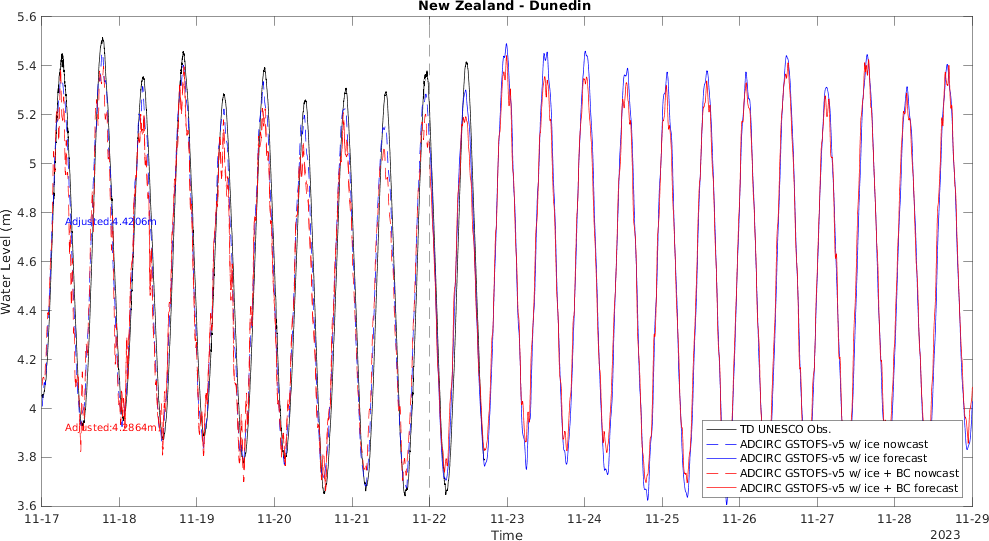 New Zealand - Dunedin
5.6
5.4
5.2
5
4.8
4.6
4.4
4.2
4
3.8
3.6
Water Level (m)
Adjusted:4.4206m
Adjusted:4.2864m
TD UNESCO Obs.
ADCIRC GSTOFS-v5 w/ ice nowcast
ADCIRC GSTOFS-v5 w/ ice forecast
ADCIRC GSTOFS-v5 w/ ice + BC nowcast
ADCIRC GSTOFS-v5 w/ ice + BC forecast
11-17 11-18 11-19 11-20 11-21 11-22 11-23 11-24 11-25 11-26 11-27 11-28 11-29
Time
2023